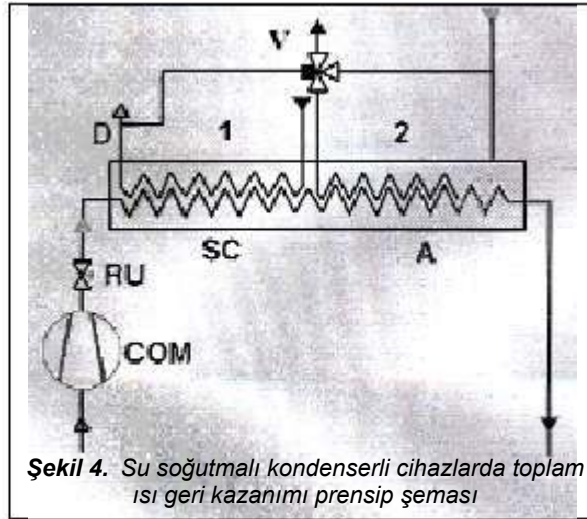 V
D
1
2
SC
A
RU
COM
Şekil 4. Su soğutmalı kondenserli cihazlarda toplam
ısı geri kazanımı prensip şeması